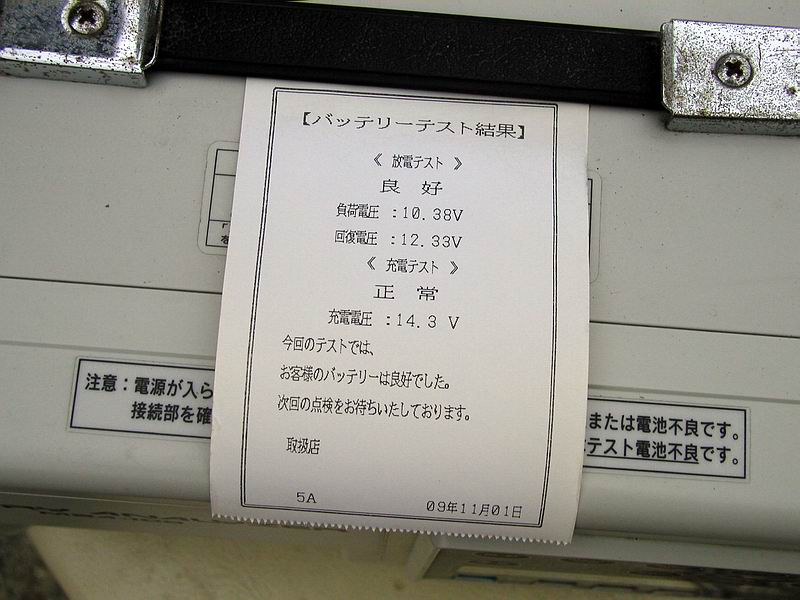 【バッテリーテスト結果】
《 放電テスト 》
良 好
負荷電圧 :10.38V
回復電圧 :12.33V
《 充電テスト 》
正 常
充電電圧 :14.3 V
今回のテストでは、
お客様のバッテリーは良好でした。
次回の点検をお待ちいたしております。
取扱店
5A 09年11月01日
注意:電源が入ら
接続部を確
または電池不良です。
テスト電池不良です。